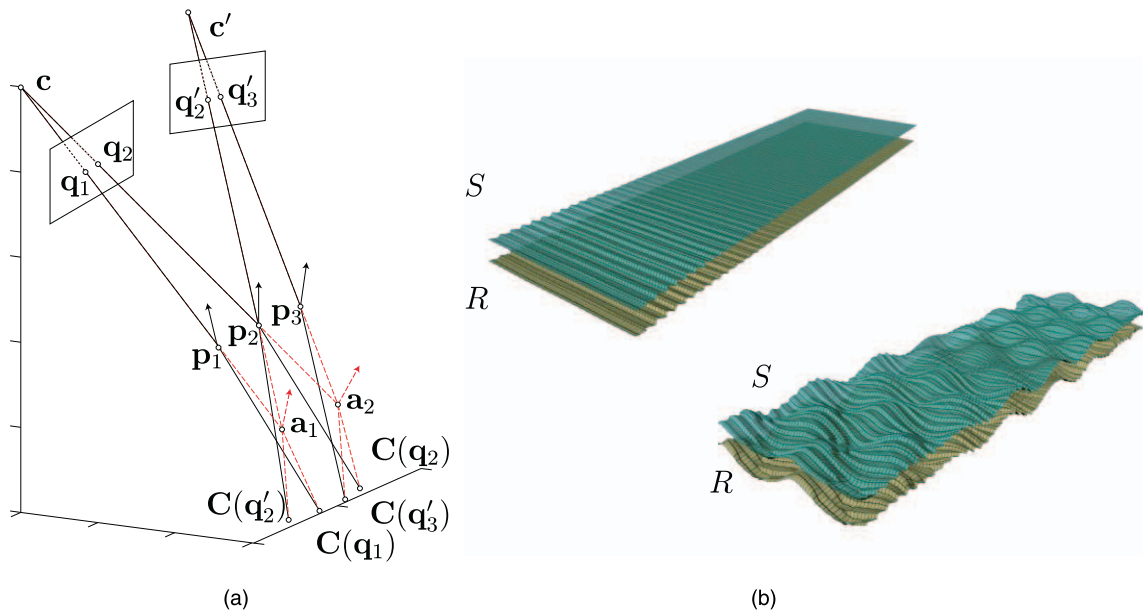 c
c′
q′₂ q′₃
q₂
q₁
S
R
p₃
p₂
p₁
a₂
a₁
S
C(q₂)
R
C(q′₂)
C(q′₃)
C(q₁)
(a) (b)